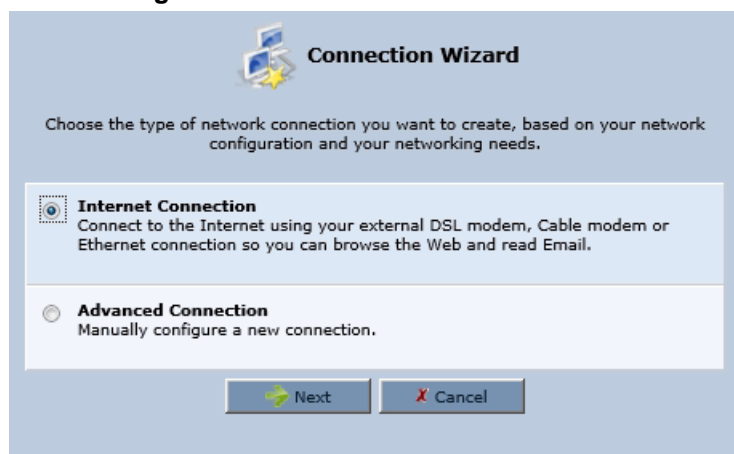 Connection Wizard
Choose the type of network connection you want to create, based on your network
configuration and your networking needs.
Internet Connection
Connect to the Internet using your external DSL modem, Cable modem or
Ethernet connection so you can browse the Web and read Email.
Advanced Connection
Manually configure a new connection.
Next
Cancel